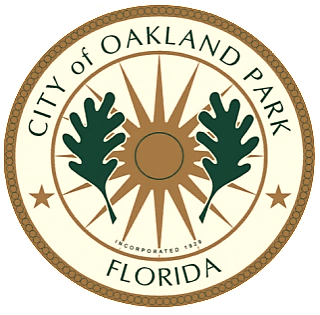 CITY of OAKLAND PARK
INCORPORATED 1929
FLORIDA